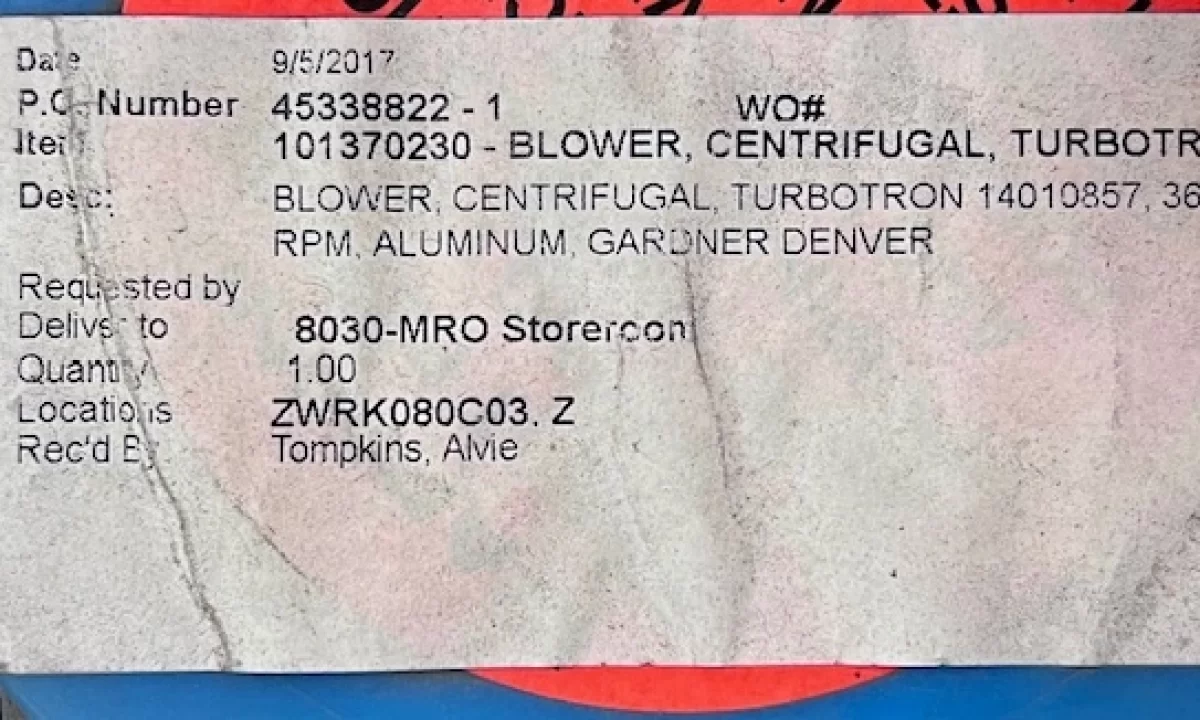 Date 9/5/2017
P.O. Number 45338822 - 1 WO#
Item 101370230 - BLOWER, CENTRIFUGAL, TURBOTR
Desc: BLOWER, CENTRIFUGAL, TURBOTRON 14010857, 36
RPM, ALUMINUM, GARDNER DENVER
Requested by
Deliver to 8030-MRO Storeroom
Quantity 1.00
Locations ZWRK080C03, Z
Rec'd By Tompkins, Alvie